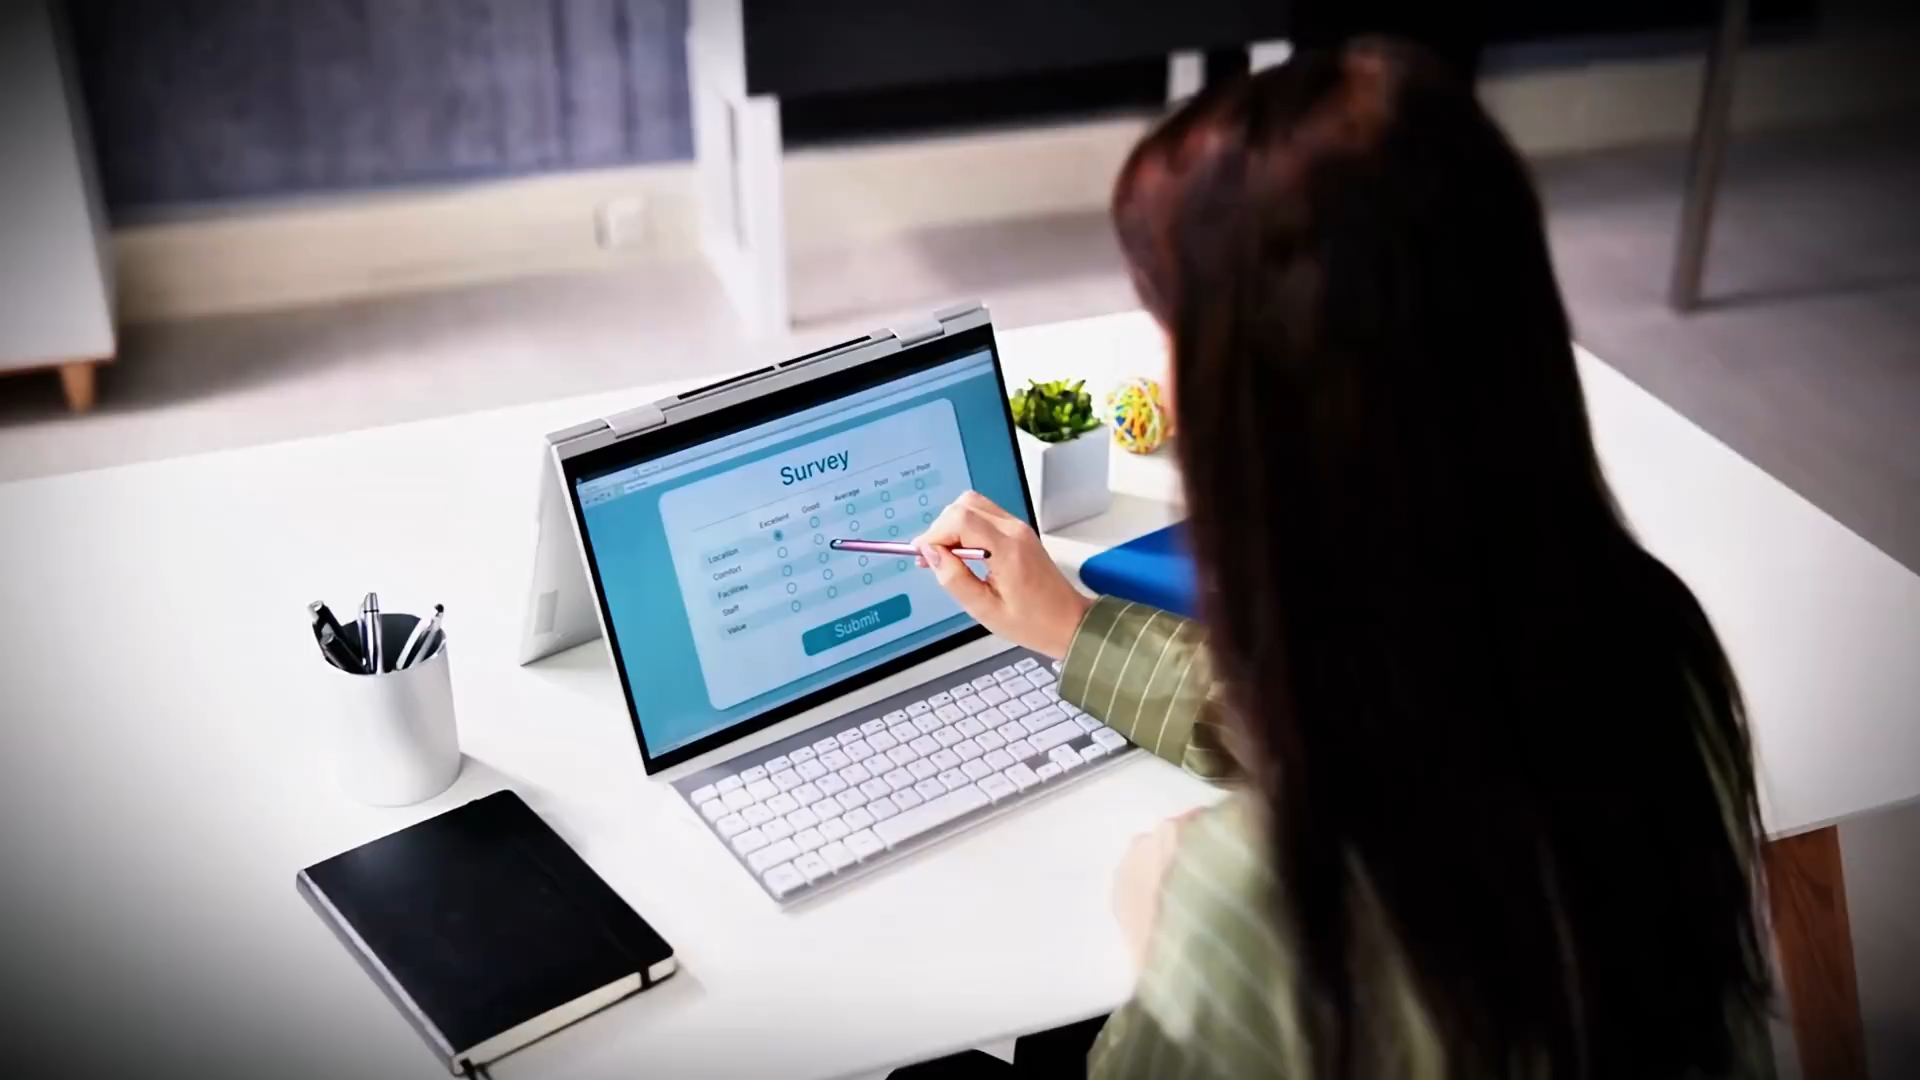 Survey
Excellent Good Average Poor Very Poor
Location
Comfort
Facilities
Staff
Value
Submit